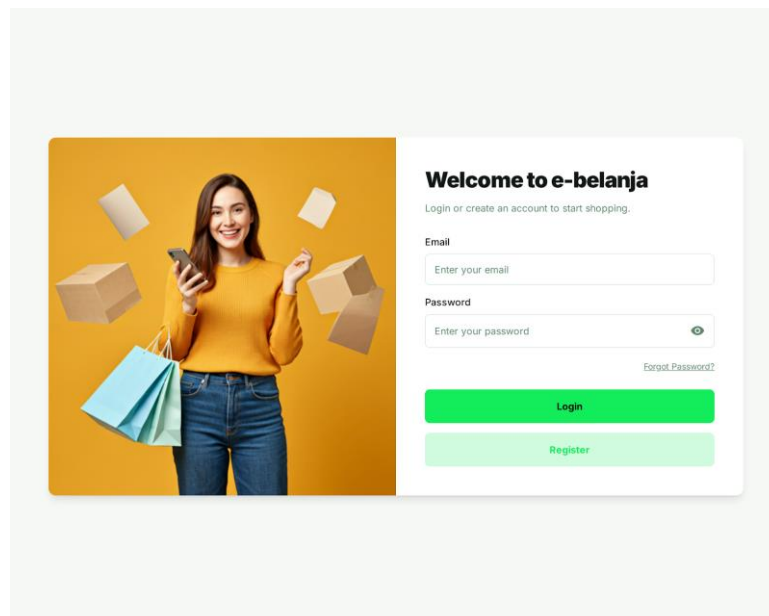 Welcome to e-belanja
Login or create an account to start shopping.
Email
Enter your email
Password
Enter your password
Forgot Password?
Login
Register